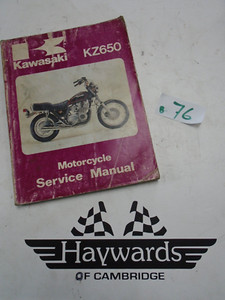 Kawasaki KZ650
76
Motorcycle
Service Manual
Haywards
OF CAMBRIDGE